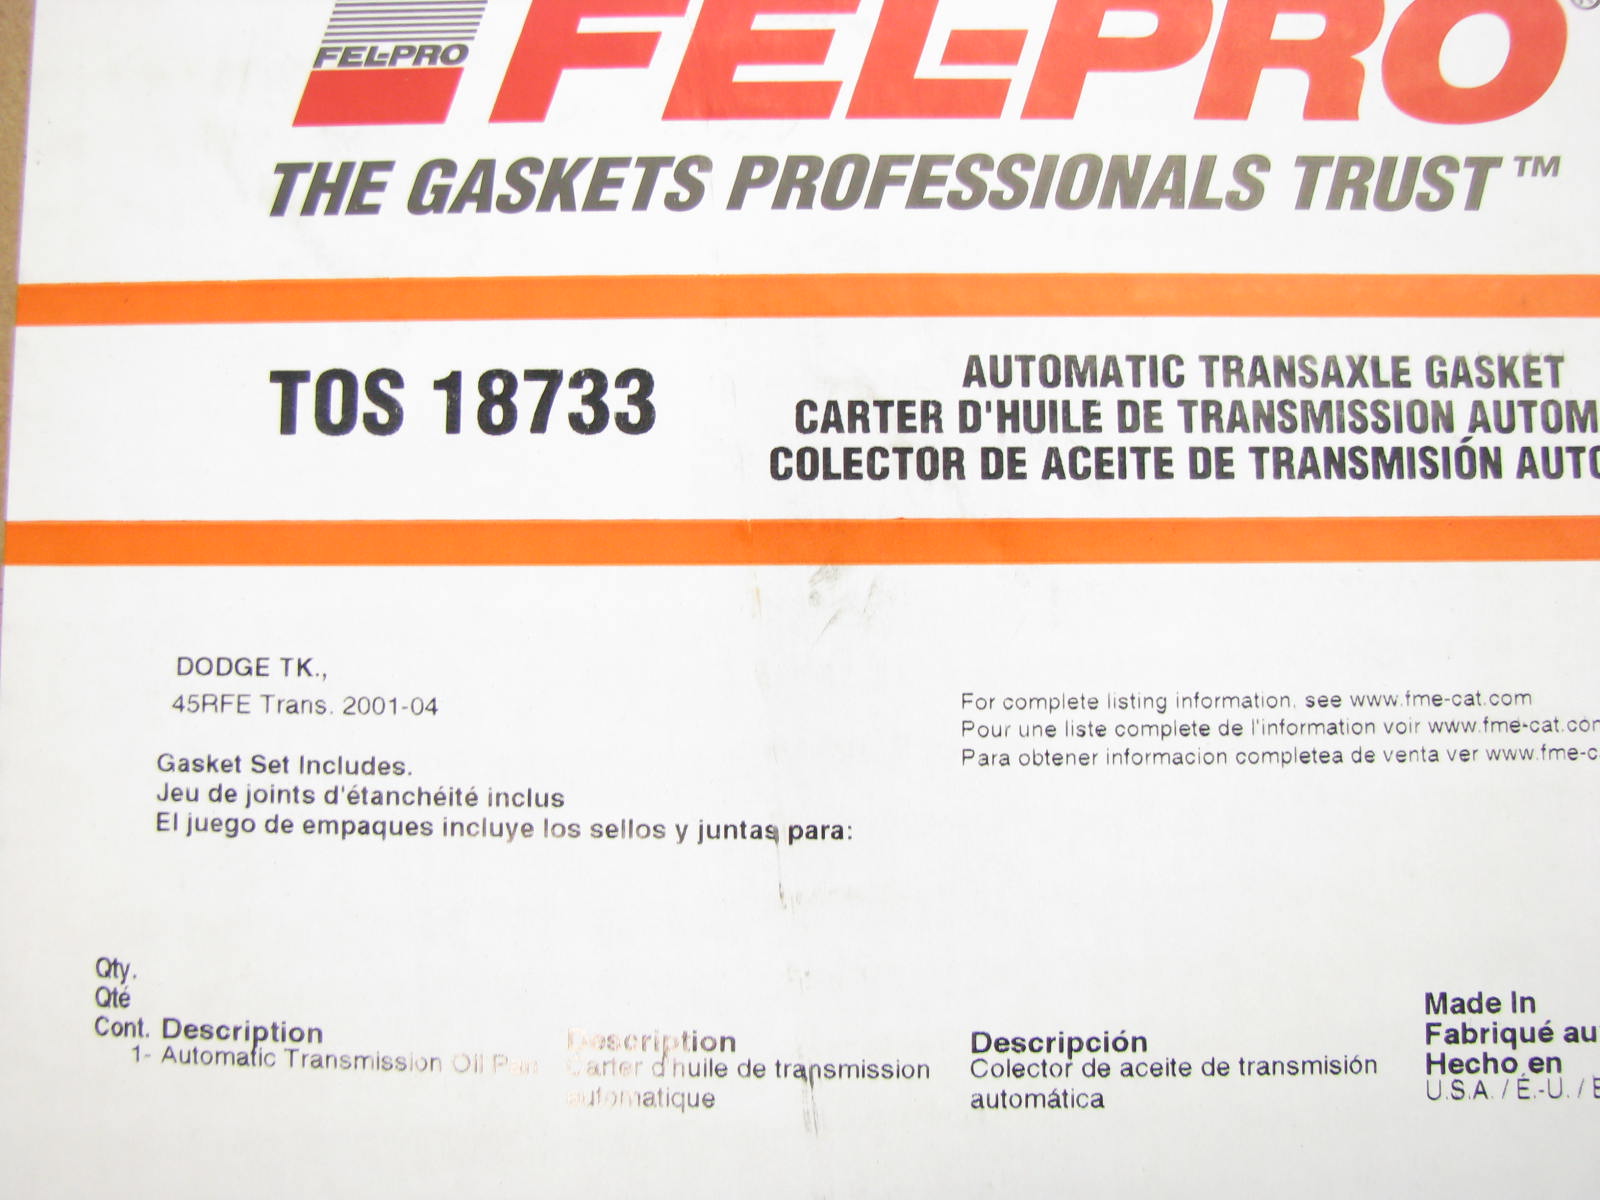 FEL-PRO
FEL-PRO®
THE GASKETS PROFESSIONALS TRUST™
TOS 18733
AUTOMATIC TRANSAXLE GASKET
CARTER D'HUILE DE TRANSMISSION AUTOM
COLECTOR DE ACEITE DE TRANSMISIÓN AUTO
DODGE TK.,
45RFE Trans. 2001-04
For complete listing information, see www.fme-cat.com
Pour une liste complete de l'information voir www.fme-cat.com
Para obtener informacion completea de venta ver www.fme-c
Gasket Set Includes.
Jeu de joints d'étanchéité inclus
El juego de empaques incluye los sellos y juntas para:
Qty.
Qté
Cont. Description
1- Automatic Transmission Oil Pan
Description
Carter d'huile de transmission
automatique
Descripción
Colector de aceite de transmisión
automática
Made In
Fabriqué au
Hecho en
U.S.A. / É.-U. / E